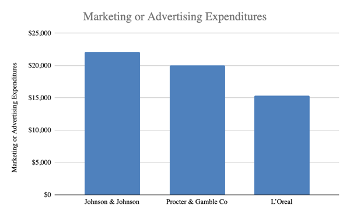 Marketing or Advertising Expenditures
$25,000
$20,000
$15,000
$10,000
$5,000
$0
Marketing or Advertising Expenditures
Johnson & Johnson
Procter & Gamble Co
L'Oreal